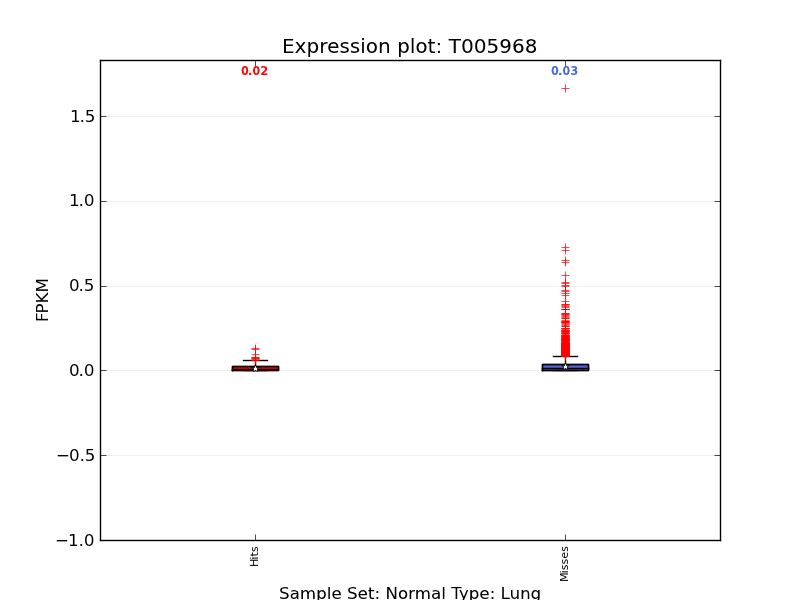 Expression plot: T005968
0.02
0.03
1.5
1.0
0.5
0.0
−0.5
−1.0
FPKM
Hits
Misses
Sample Set: Normal Type: Lung